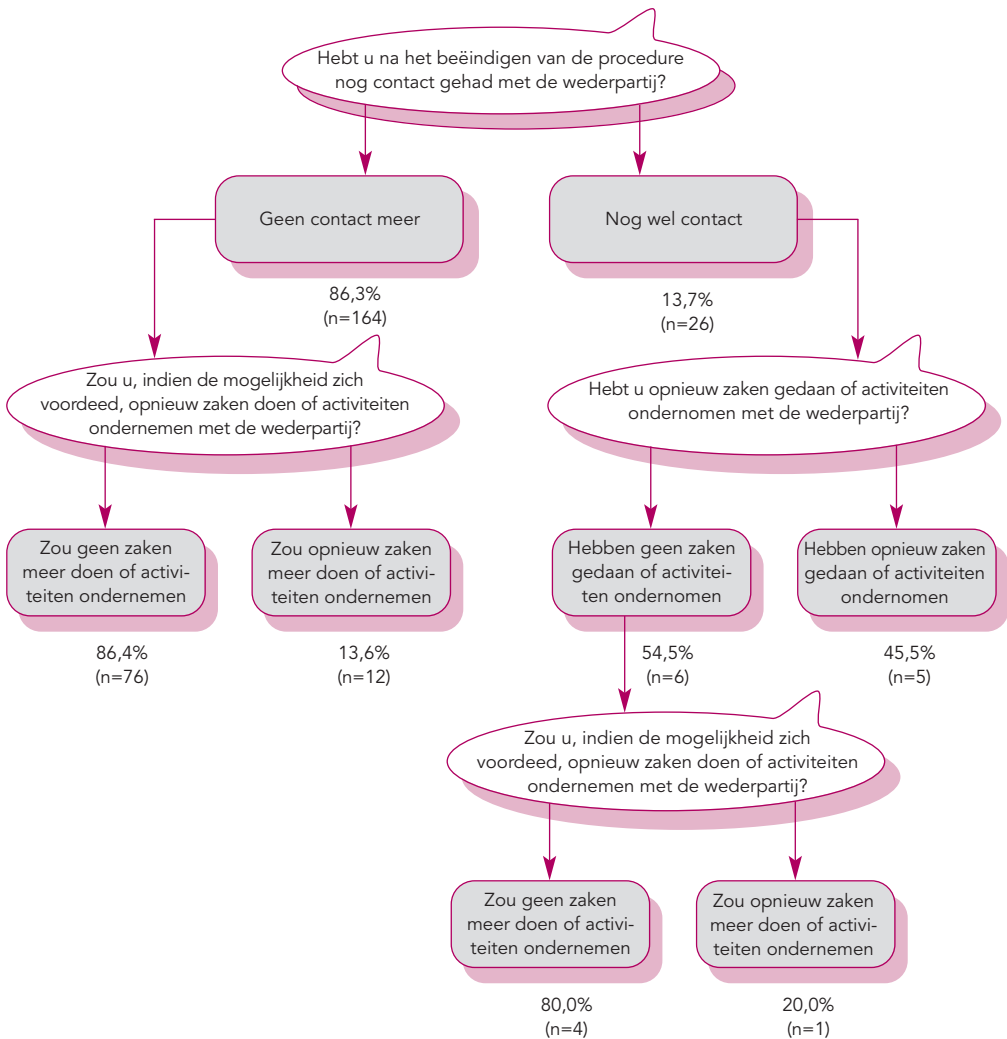 Hebt u na het beëindigen van de procedure
nog contact gehad met de wederpartij?
Geen contact meer
86,3%
(n=164)
Nog wel contact
13,7%
(n=26)
Zou u, indien de mogelijkheid zich
voordeed, opnieuw zaken doen of activiteiten
ondernemen met de wederpartij?
Hebt u opnieuw zaken gedaan of activiteiten
ondernomen met de wederpartij?
Zou geen zaken
meer doen of activi-
teiten ondernemen
86,4%
(n=76)
Zou opnieuw zaken
meer doen of activi-
teiten ondernemen
13,6%
(n=12)
Hebben geen zaken
gedaan of activitei-
ten ondernomen
54,5%
(n=6)
Hebben opnieuw zaken
gedaan of activiteiten
ondernomen
45,5%
(n=5)
Zou u, indien de mogelijkheid zich
voordeed, opnieuw zaken doen of activiteiten
ondernemen met de wederpartij?
Zou geen zaken
meer doen of activi-
teiten ondernemen
80,0%
(n=4)
Zou opnieuw zaken
meer doen of activi-
teiten ondernemen
20,0%
(n=1)